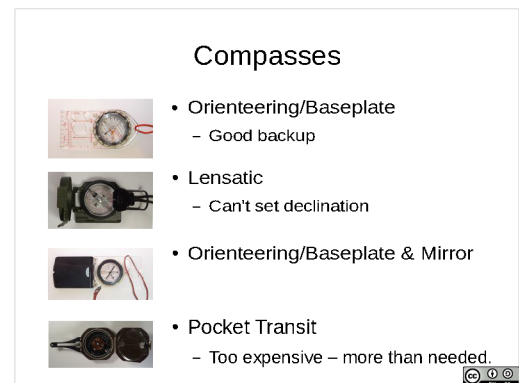 Compasses
• Orienteering/Baseplate
– Good backup
• Lensatic
– Can't set declination
• Orienteering/Baseplate & Mirror
• Pocket Transit
– Too expensive – more than needed.
cc